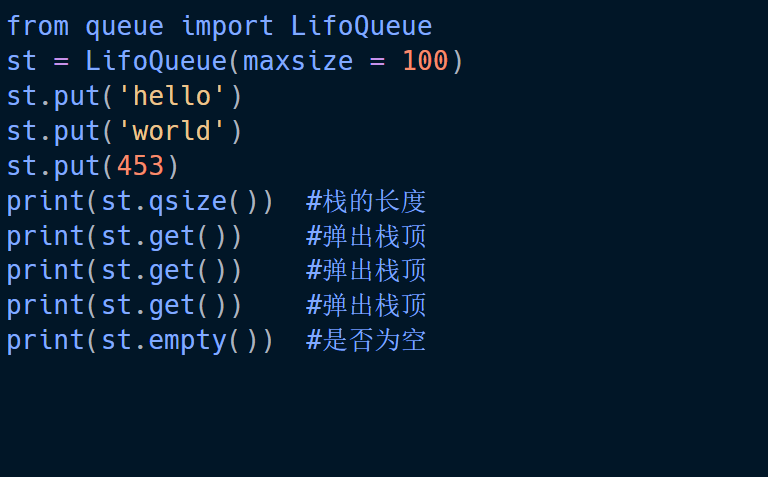 from queue import LifoQueue
st = LifoQueue(maxsize = 100)
st.put('hello')
st.put('world')
st.put(453)
print(st.qsize())  #栈的长度
print(st.get())    #弹出栈顶
print(st.get())    #弹出栈顶
print(st.get())    #弹出栈顶
print(st.empty())  #是否为空